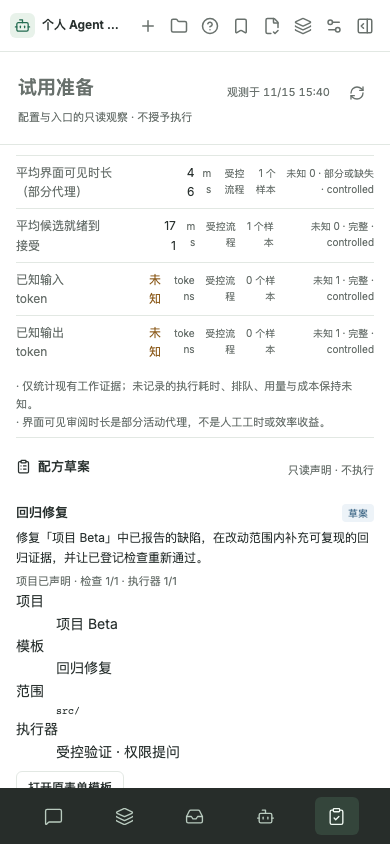 个人 Agent ...
试用准备
观测于 11/15 15:40
配置与入口的只读观察 · 不授予执行
平均界面可见时长（部分代理） 46 ms 受控流程 1 个样本 未知 0 · 部分或缺失 · controlled
平均候选就绪到接受 171 ms 受控流程 1 个样本 未知 0 · 完整 · controlled
已知输入 token 未知 tokens 受控流程 0 个样本 未知 1 · 完整 · controlled
已知输出 token 未知 tokens 受控流程 0 个样本 未知 1 · 完整 · controlled
· 仅统计现有工作证据；未记录的执行耗时、排队、用量与成本保持未
知。
· 界面可见审阅时长是部分活动代理，不是人工工时或效率收益。
配方草案
只读声明 · 不执行
回归修复
草案
修复「项目 Beta」中已报告的缺陷，在改动范围内补充可复现的回
归证据，并让已登记检查重新通过。
项目已声明 · 检查 1/1 · 执行器 1/1
项目
项目 Beta
模板
回归修复
范围
src/
执行器
受控验证 · 权限提问
打开原表单模板